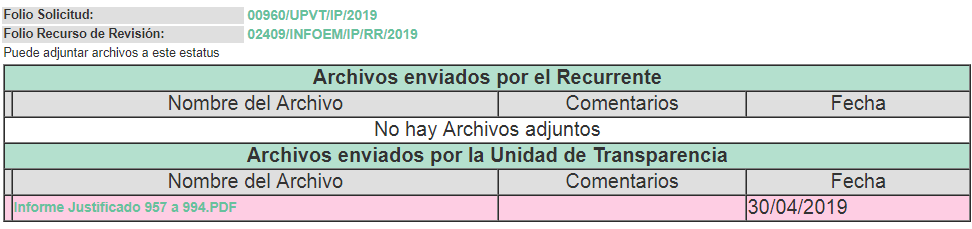 Folio Solicitud: 00960/UPVT/IP/2019
Folio Recurso de Revisión: 02409/INFOEM/IP/RR/2019
Puede adjuntar archivos a este estatus
Archivos enviados por el Recurrente
Nombre del Archivo Comentarios Fecha
No hay Archivos adjuntos
Archivos enviados por la Unidad de Transparencia
Nombre del Archivo Comentarios Fecha
Informe Justificado 957 a 994.PDF 30/04/2019